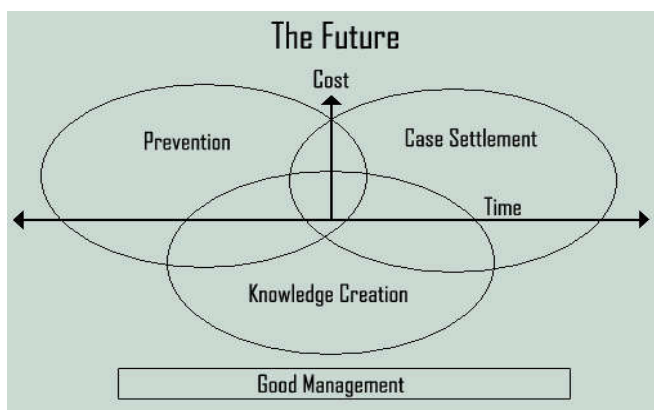 The Future
Cost
Prevention
Case Settlement
Time
Knowledge Creation
Good Management